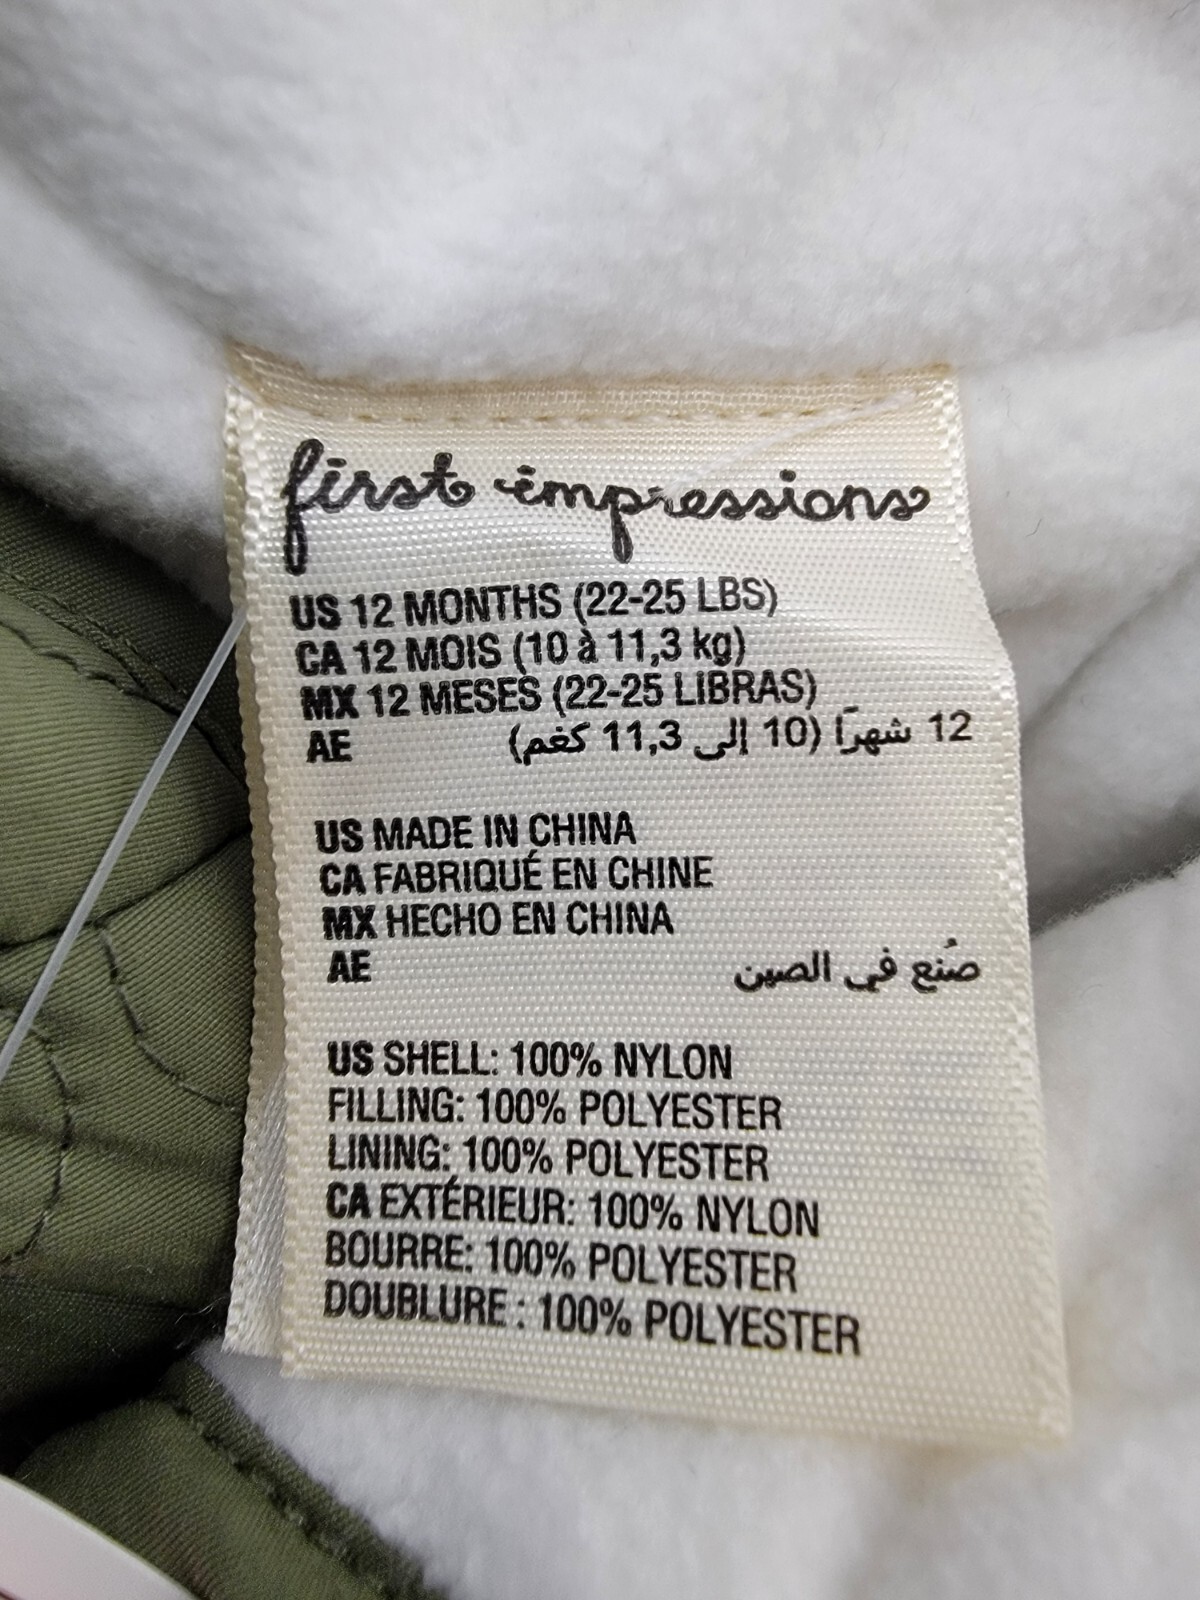 first impressions
US 12 MONTHS (22-25 LBS)
CA 12 MOIS (10 à 11,3 kg)
MX 12 MESES (22-25 LIBRAS)
AE 12 شهرًا (10 إلى 11,3 كغم)
US MADE IN CHINA
CA FABRIQUÉ EN CHINE
MX HECHO EN CHINA
AE صُنع في الصين
US SHELL: 100% NYLON
FILLING: 100% POLYESTER
LINING: 100% POLYESTER
CA EXTÉRIEUR: 100% NYLON
BOURRE: 100% POLYESTER
DOUBLURE : 100% POLYESTER